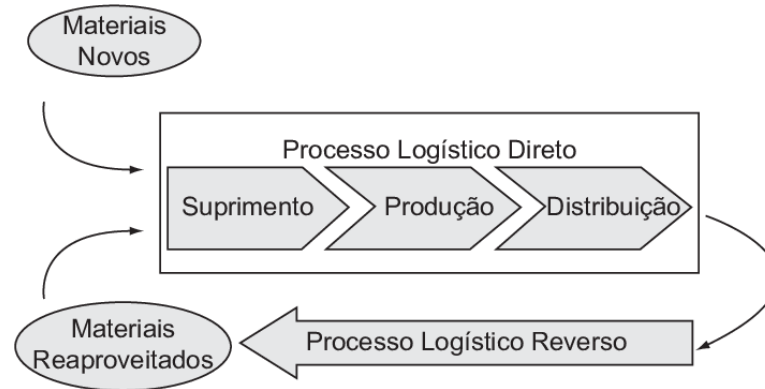 Materiais
Novos
Processo Logístico Direto
Suprimento
Produção
Distribuição
Materiais
Reaproveitados
Processo Logístico Reverso